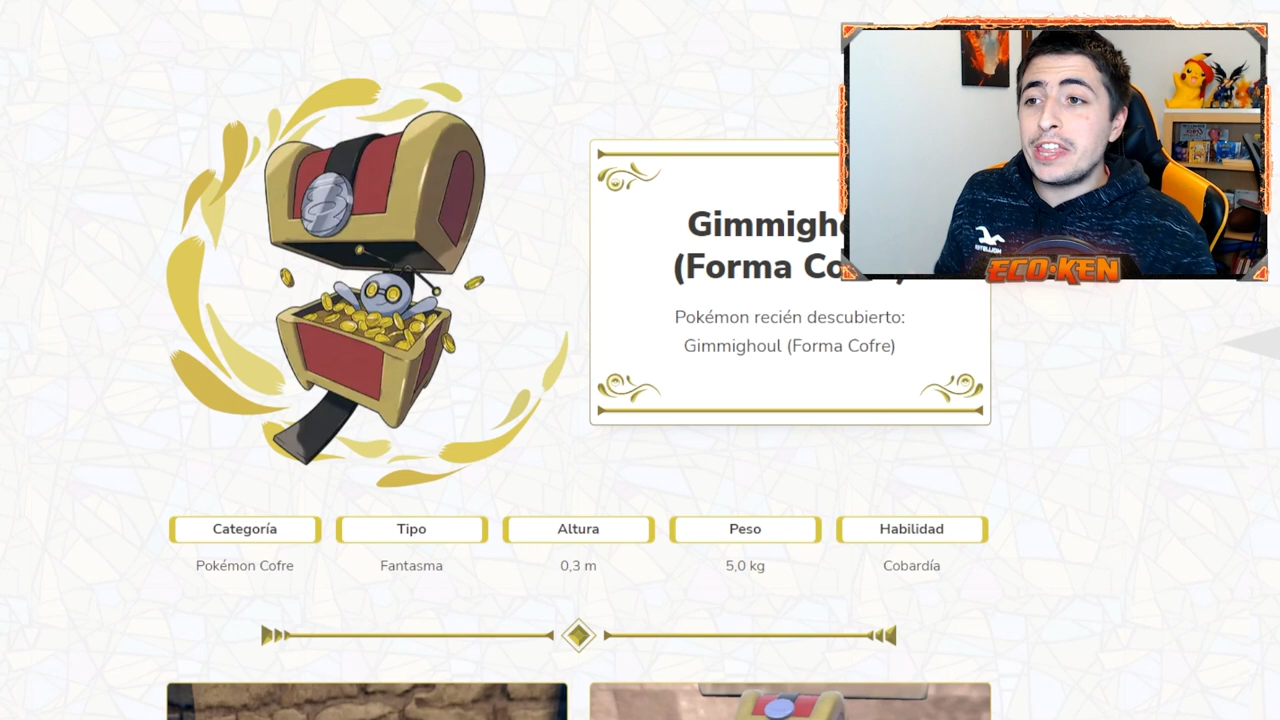 Gimmigh
(Forma Co
Pokémon recién descubierto:
Gimmighoul (Forma Cofre)
ECO·KEN
Categoría
Tipo
Altura
Peso
Habilidad
Pokémon Cofre
Fantasma
0,3 m
5,0 kg
Cobardía